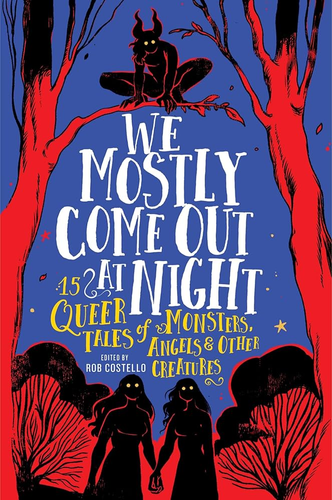 WE
MOSTLY
COME OUT
AT
NIGHT
15
QUEER
TALES of MONSTERS,
ANGELS & OTHER
CREATURES
EDITED BY
ROB COSTELLO